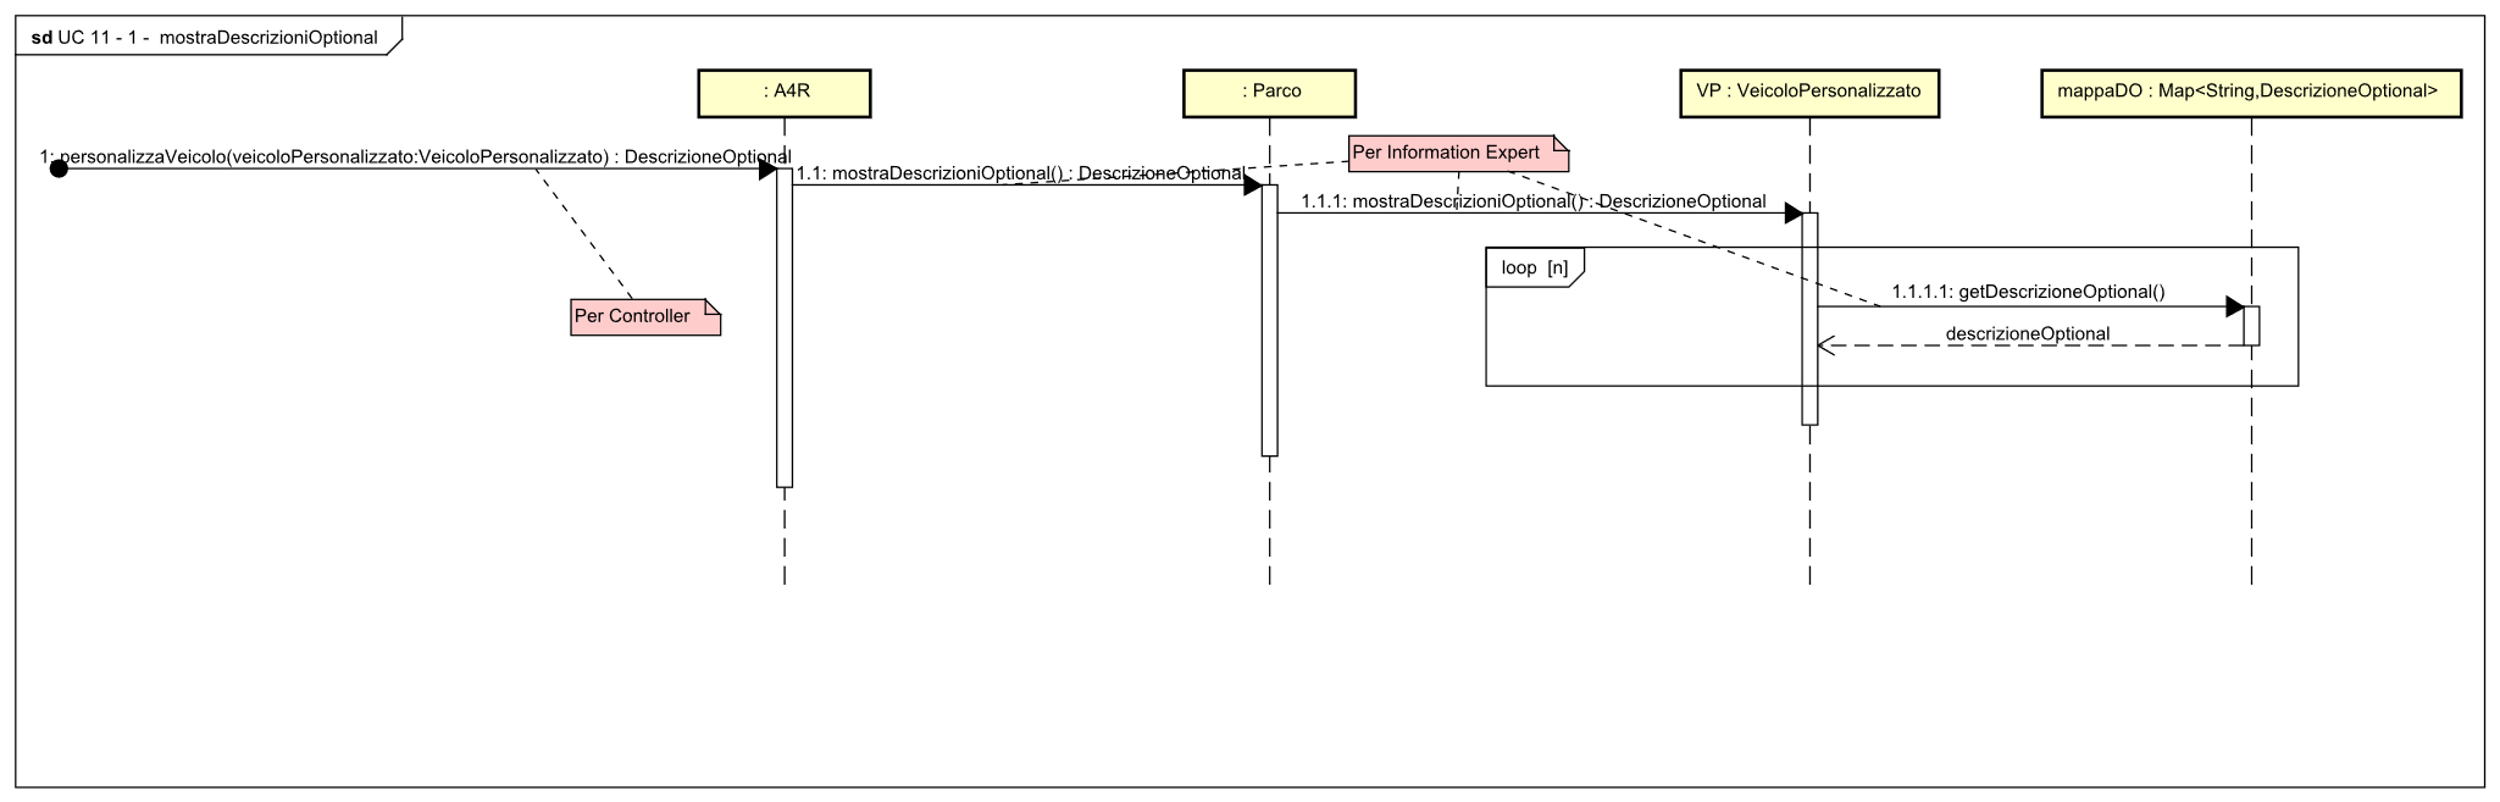 sd UC 11 - 1 - mostraDescrizioniOptional
: A4R
: Parco
VP : VeicoloPersonalizzato
mappaDO : Map<String,DescrizioneOptional>
1: personalizzaVeicolo(veicoloPersonalizzato:VeicoloPersonalizzato) : DescrizioneOptional
Per Information Expert
1.1: mostraDescrizioniOptional() : DescrizioneOptional
1.1.1: mostraDescrizioniOptional() : DescrizioneOptional
loop [n]
1.1.1.1: getDescrizioneOptional()
Per Controller
descrizioneOptional